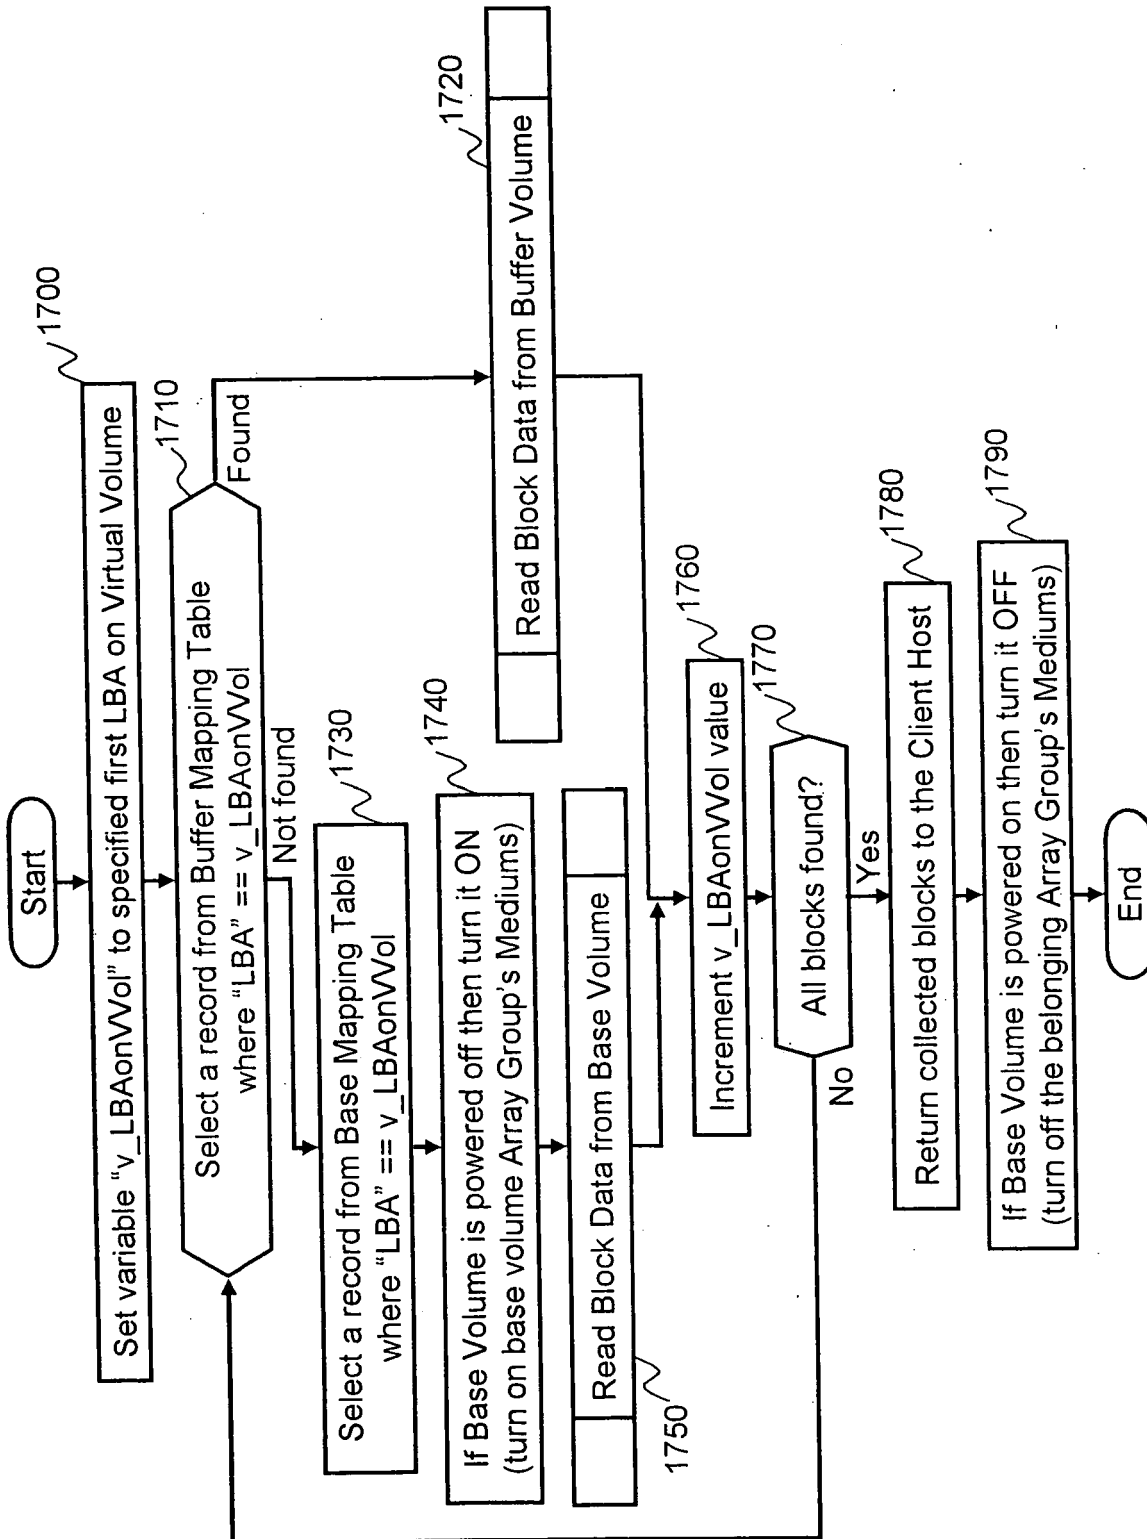 Start
1700
Set variable “v_LBAonVVol” to specified first LBA on Virtual Volume
1710
Select a record from Buffer Mapping Table
where “LBA” == v_LBAonVVol
Found
Not found
1720
Read Block Data from Buffer Volume
1730
Select a record from Base Mapping Table
where “LBA” == v_LBAonVVol
1740
If Base Volume is powered off then turn it ON
(turn on base volume Array Group's Mediums)
Read Block Data from Base Volume
1750
1760
Increment v_LBAonVVol value
1770
All blocks found?
No
Yes
1780
Return collected blocks to the Client Host
1790
If Base Volume is powered on then turn it OFF
(turn off the belonging Array Group's Mediums)
End